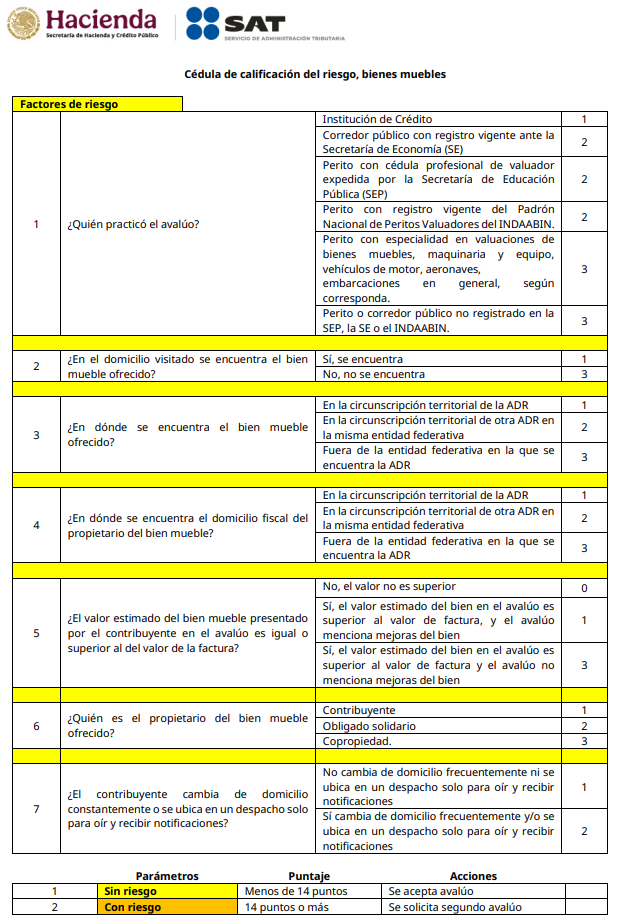 Hacienda
Secretaría de Hacienda y Crédito Público
SAT
SERVICIO DE ADMINISTRACIÓN TRIBUTARIA
Cédula de calificación del riesgo, bienes muebles
Factores de riesgo
1
¿Quién practicó el avalúo?
Institución de Crédito
1
Corredor público con registro vigente ante la
Secretaría de Economía (SE)
2
Perito con cédula profesional de valuador
expedida por la Secretaría de Educación
Pública (SEP)
2
Perito con registro vigente del Padrón
Nacional de Peritos Valuadores del INDAABIN.
2
Perito con especialidad en valuaciones de
bienes muebles, maquinaria y equipo,
vehículos de motor, aeronaves,
embarcaciones en general, según
corresponda.
3
Perito o corredor público no registrado en la
SEP, la SE o el INDAABIN.
3
2
¿En el domicilio visitado se encuentra el bien
mueble ofrecido?
Sí, se encuentra
1
No, no se encuentra
3
3
¿En dónde se encuentra el bien mueble
ofrecido?
En la circunscripción territorial de la ADR
1
En la circunscripción territorial de otra ADR en
la misma entidad federativa
2
Fuera de la entidad federativa en la que se
encuentra la ADR
3
4
¿En dónde se encuentra el domicilio fiscal del
propietario del bien mueble?
En la circunscripción territorial de la ADR
1
En la circunscripción territorial de otra ADR en
la misma entidad federativa
2
Fuera de la entidad federativa en la que se
encuentra la ADR
3
5
¿El valor estimado del bien mueble presentado
por el contribuyente en el avalúo es igual o
superior al del valor de la factura?
No, el valor no es superior
0
Sí, el valor estimado del bien en el avalúo es
superior al valor de factura, y el avalúo
menciona mejoras del bien
1
Sí, el valor estimado del bien en el avalúo es
superior al valor de factura y el avalúo no
menciona mejoras del bien
3
6
¿Quién es el propietario del bien mueble
ofrecido?
Contribuyente
1
Obligado solidario
2
Copropiedad.
3
7
¿El contribuyente cambia de domicilio
constantemente o se ubica en un despacho solo
para oír y recibir notificaciones?
No cambia de domicilio frecuentemente ni se
ubica en un despacho solo para oír y recibir
notificaciones
1
Sí cambia de domicilio frecuentemente y/o se
ubica en un despacho solo para oír y recibir
notificaciones
2
Parámetros Puntaje Acciones
1 Sin riesgo Menos de 14 puntos Se acepta avalúo
2 Con riesgo 14 puntos o más Se solicita segundo avalúo